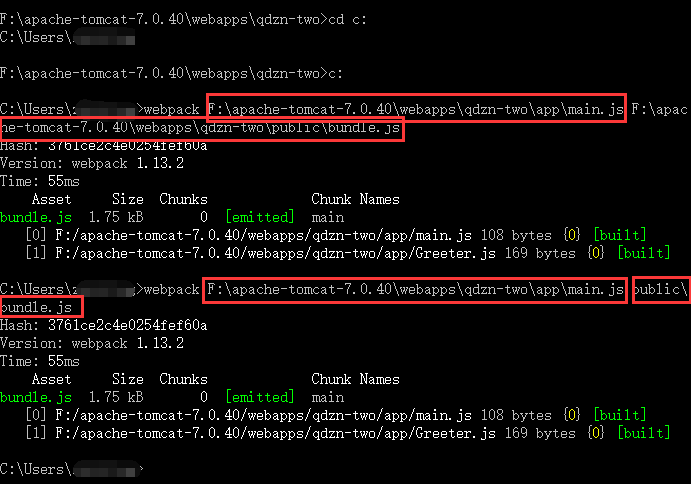 F:\apache-tomcat-7.0.40\webapps\qdzn-two>cd c:
C:\Users\
F:\apache-tomcat-7.0.40\webapps\qdzn-two>c:
C:\Users\ >webpack F:\apache-tomcat-7.0.40\webapps\qdzn-two\app\main.js F:\apac
he-tomcat-7.0.40\webapps\qdzn-two\public\bundle.js
Hash: 3761ce2c4e0254fef60a
Version: webpack 1.13.2
Time: 55ms
Asset Size Chunks Chunk Names
bundle.js 1.75 kB 0 [emitted] main
[0] F:/apache-tomcat-7.0.40/webapps/qdzn-two/app/main.js 108 bytes {0} [built]
[1] F:/apache-tomcat-7.0.40/webapps/qdzn-two/app/Greeter.js 169 bytes {0} [built]
C:\Users\ >webpack F:\apache-tomcat-7.0.40\webapps\qdzn-two\app\main.js public\
bundle.js
Hash: 3761ce2c4e0254fef60a
Version: webpack 1.13.2
Time: 55ms
Asset Size Chunks Chunk Names
bundle.js 1.75 kB 0 [emitted] main
[0] F:/apache-tomcat-7.0.40/webapps/qdzn-two/app/main.js 108 bytes {0} [built]
[1] F:/apache-tomcat-7.0.40/webapps/qdzn-two/app/Greeter.js 169 bytes {0} [built]
C:\Users\ >